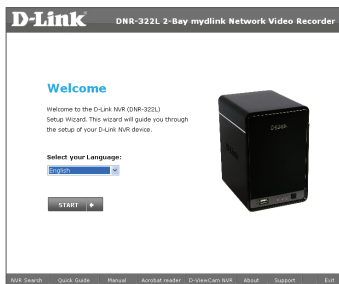 D-Link
DNR-322L 2-Bay mydlink Network Video Recorder
Welcome
Welcome to the D-Link NVR (DNR-322L)
Setup Wizard. This wizard will guide you through
the setup of your D-Link NVR device.
Select your Language:
English
START
D-Link
D-Link
NVR Search Quick Guide Manual Acrobat reader D-ViewCam NVR About Support Exit